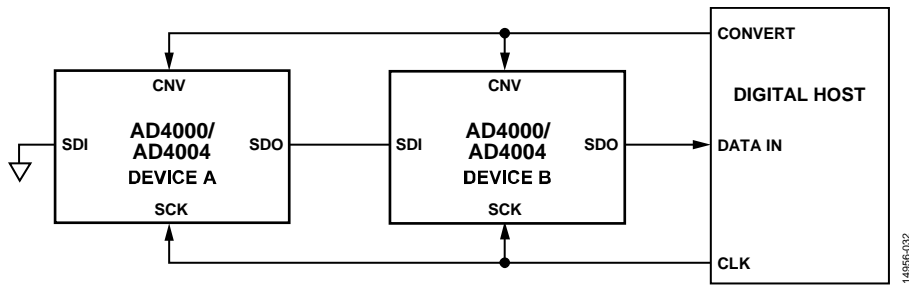 CONVERT
CNV
CNV
DIGITAL HOST
SDI
AD4000/
AD4004
DEVICE A
SDO
SDI
AD4000/
AD4004
DEVICE B
SDO
DATA IN
SCK
SCK
CLK
14956-032